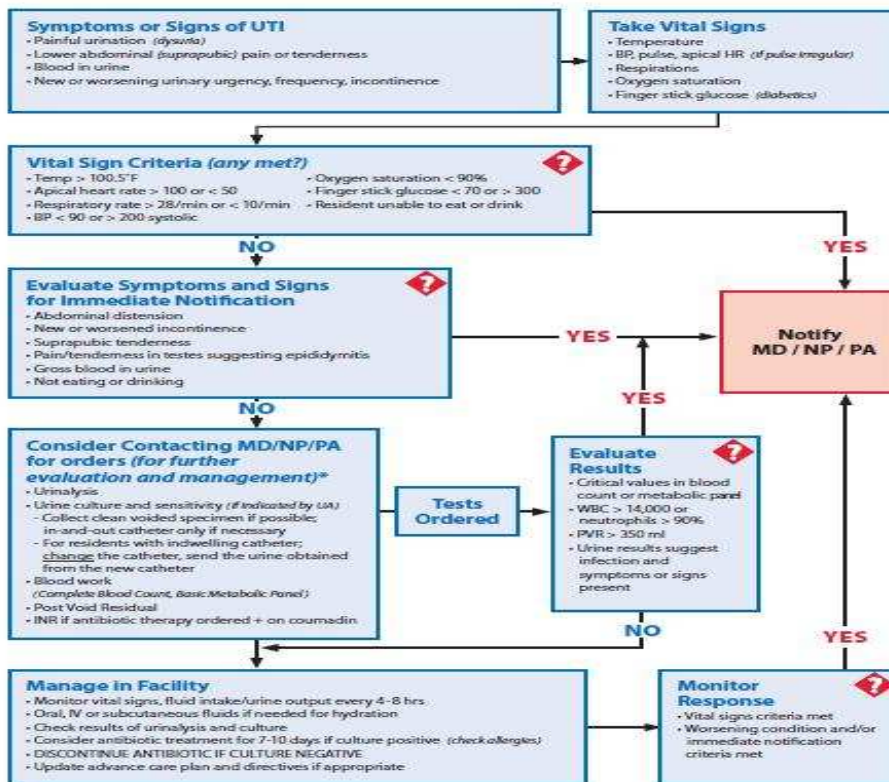 Symptoms or Signs of UTI
• Painful urination (dysuria)
• Lower abdominal (suprapubic) pain or tenderness
• Blood in urine
• New or worsening urinary urgency, frequency, incontinence
Take Vital Signs
• Temperature
• BP, pulse, apical HR (if pulse irregular)
• Respirations
• Oxygen saturation
• Finger stick glucose (diabetics)
Vital Sign Criteria (any met?)
?
• Temp > 100.5°F
• Apical heart rate > 100 or < 50
• Respiratory rate > 28/min or < 10/min
• BP < 90 or > 200 systolic
• Oxygen saturation < 90%
• Finger stick glucose < 70 or > 300
• Resident unable to eat or drink
NO
YES
Evaluate Symptoms and Signs
for Immediate Notification
?
• Abdominal distension
• New or worsened incontinence
• Suprapubic tenderness
• Pain/tenderness in testes suggesting epididymitis
• Gross blood in urine
• Not eating or drinking
YES
Notify
MD / NP / PA
NO
YES
Consider Contacting MD/NP/PA
for orders (for further
evaluation and management)*
• Urinalysis
• Urine culture and sensitivity (if indicated by UA)
- Collect clean voided specimen if possible;
in-and-out catheter only if necessary
- For residents with indwelling catheter;
change the catheter, send the urine obtained
from the new catheter
• Blood work
(Complete Blood Count, Basic Metabolic Panel)
• Post Void Residual
• INR if antibiotic therapy ordered + on coumadin
Tests
Ordered
Evaluate
Results
?
• Critical values in blood
count or metabolic panel
• WBC > 14,000 or
neutrophils > 90%
• PVR > 350 ml
• Urine results suggest
infection and
symptoms or signs
present
NO
YES
Manage in Facility
• Monitor vital signs, fluid intake/urine output every 4-8 hrs
• Oral, IV or subcutaneous fluids if needed for hydration
• Check results of urinalysis and culture
• Consider antibiotic treatment for 7-10 days if culture positive (check allergies)
• DISCONTINUE ANTIBIOTIC IF CULTURE NEGATIVE
• Update advance care plan and directives if appropriate
Monitor
Response
?
• Vital signs criteria met
• Worsening condition and/or
immediate notification
criteria met